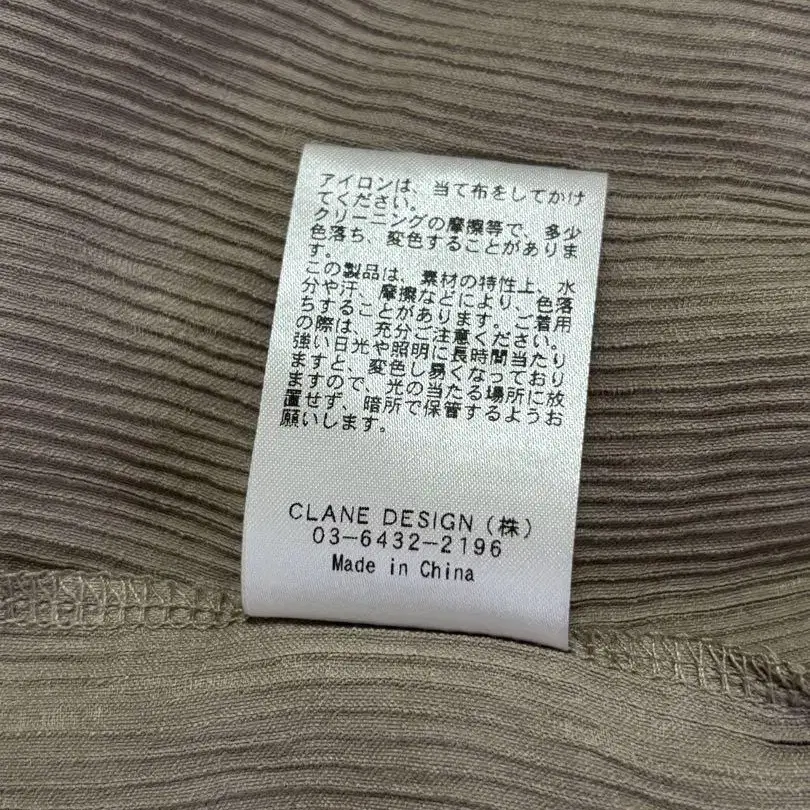 アイロンは、当て布をしてかけ
てください。
クリーニングの摩擦等で、多少
色落ち、変色することがありま
す。
この製品は、素材の特性上、水
分や汗、摩擦などにより、色落
ちすることがあります。ご着用
の際は、充分ご注意ください。
強い日光や照明に長時間当たり
ますと、変色し易くなっており
ますので、光の当たる場所に放
置せず、暗所で保管するようお
願いします。
CLANE DESIGN（株）
03-6432-2196
Made in China